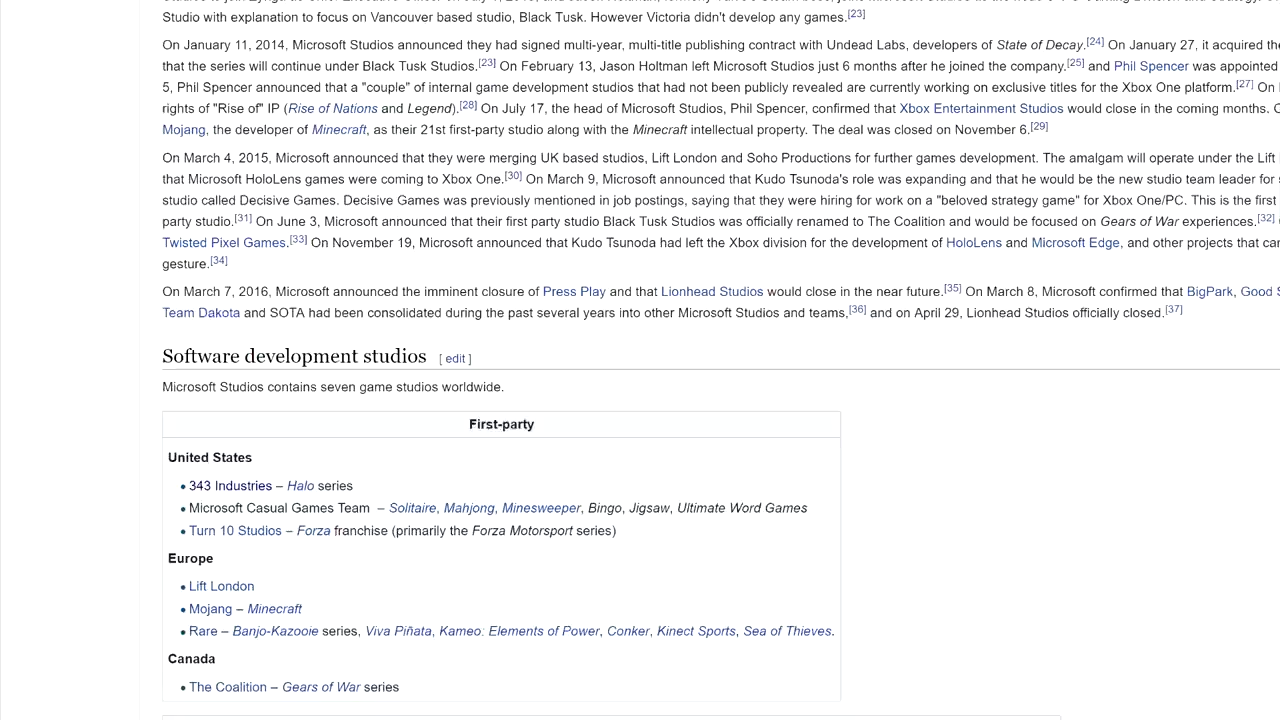 Studio with explanation to focus on Vancouver based studio, Black Tusk. However Victoria didn't develop any games.[23]
On January 11, 2014, Microsoft Studios announced they had signed multi-year, multi-title publishing contract with Undead Labs, developers of State of Decay.[24] On January 27, it acquired the
that the series will continue under Black Tusk Studios.[23] On February 13, Jason Holtman left Microsoft Studios just 6 months after he joined the company.[25] and Phil Spencer was appointed
5, Phil Spencer announced that a "couple" of internal game development studios that had not been publicly revealed are currently working on exclusive titles for the Xbox One platform.[27] On
rights of "Rise of" IP (Rise of Nations and Legend).[28] On July 17, the head of Microsoft Studios, Phil Spencer, confirmed that Xbox Entertainment Studios would close in the coming months.
Mojang, the developer of Minecraft, as their 21st first-party studio along with the Minecraft intellectual property. The deal was closed on November 6.[29]
On March 4, 2015, Microsoft announced that they were merging UK based studios, Lift London and Soho Productions for further games development. The amalgam will operate under the Lift
that Microsoft HoloLens games were coming to Xbox One.[30] On March 9, Microsoft announced that Kudo Tsunoda's role was expanding and that he would be the new studio team leader for
studio called Decisive Games. Decisive Games was previously mentioned in job postings, saying that they were hiring for work on a "beloved strategy game" for Xbox One/PC. This is the first
party studio.[31] On June 3, Microsoft announced that their first party studio Black Tusk Studios was officially renamed to The Coalition and would be focused on Gears of War experiences.[32]
Twisted Pixel Games.[33] On November 19, Microsoft announced that Kudo Tsunoda had left the Xbox division for the development of HoloLens and Microsoft Edge, and other projects that
gesture.[34]
On March 7, 2016, Microsoft announced the imminent closure of Press Play and that Lionhead Studios would close in the near future.[35] On March 8, Microsoft confirmed that BigPark, Good
Team Dakota and SOTA had been consolidated during the past several years into other Microsoft Studios and teams,[36] and on April 29, Lionhead Studios officially closed.[37]
Software development studios [ edit ]
Microsoft Studios contains seven game studios worldwide.
First-party
United States
• 343 Industries – Halo series
• Microsoft Casual Games Team – Solitaire, Mahjong, Minesweeper, Bingo, Jigsaw, Ultimate Word Games
• Turn 10 Studios – Forza franchise (primarily the Forza Motorsport series)
Europe
• Lift London
• Mojang – Minecraft
• Rare – Banjo-Kazooie series, Viva Piñata, Kameo: Elements of Power, Conker, Kinect Sports, Sea of Thieves.
Canada
• The Coalition – Gears of War series